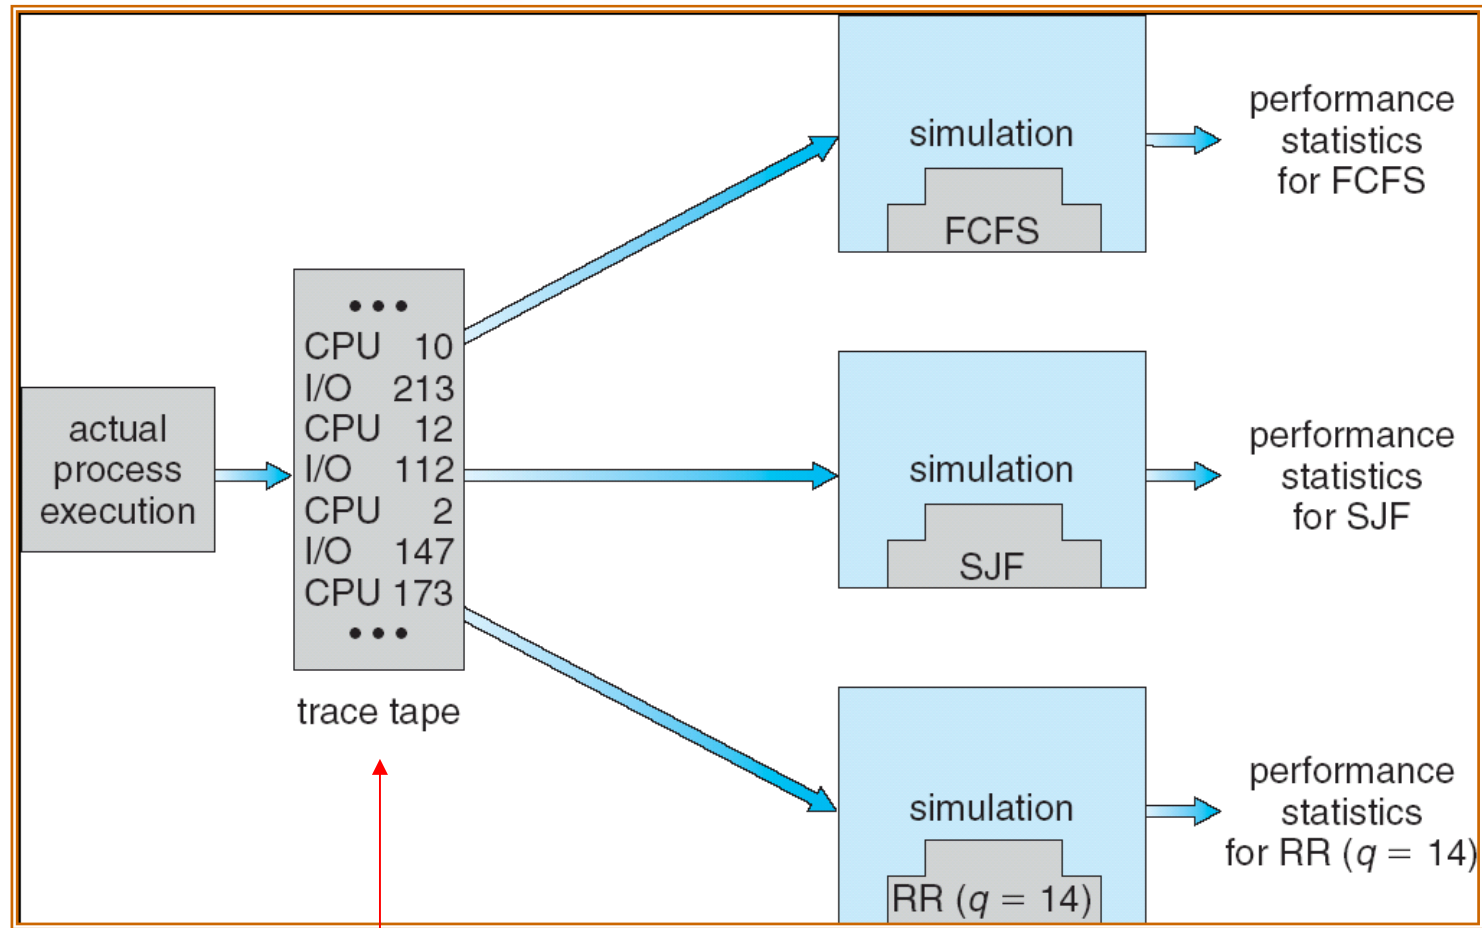 actual
process
execution
• • •
CPU 10
I/O 213
CPU 12
I/O 112
CPU 2
I/O 147
CPU 173
• • •
trace tape
simulation
FCFS
performance
statistics
for FCFS
simulation
SJF
performance
statistics
for SJF
simulation
RR (q = 14)
performance
statistics
for RR (q = 14)